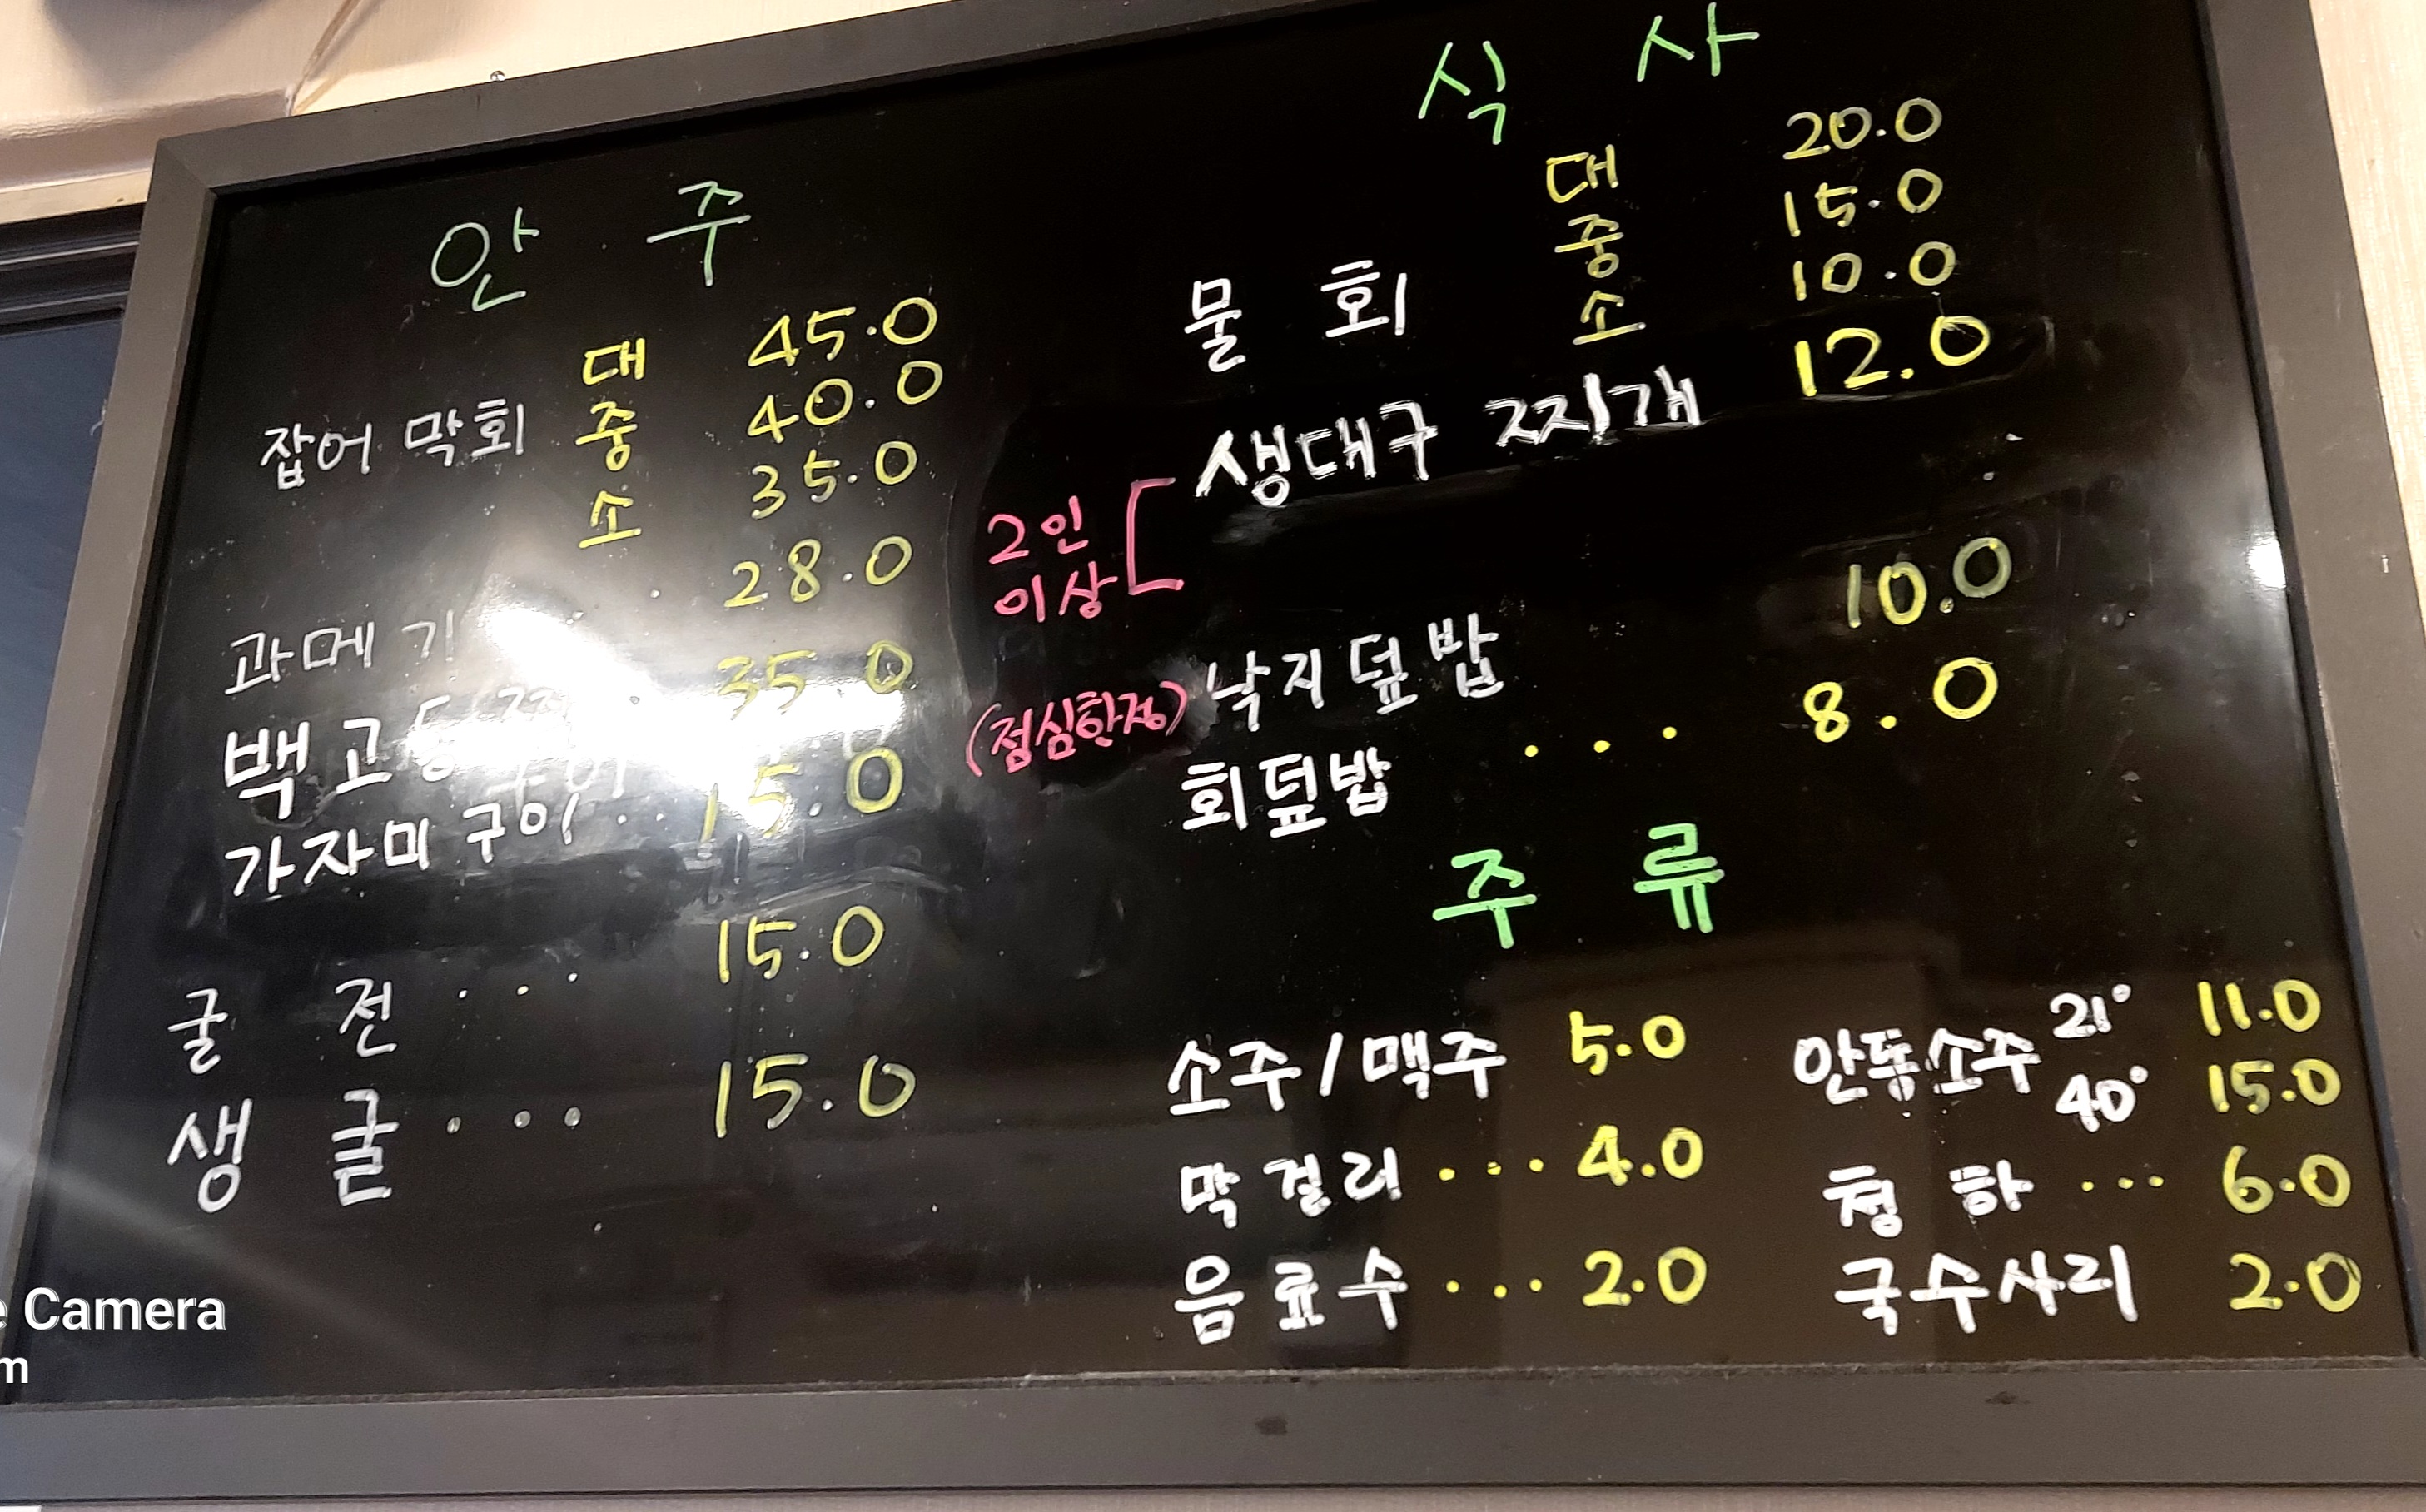 안 주
대 45.0
잡어 막회 중 40.0
소 35.0
과메기 . 28.0
백고 35.0
가자미 구이 .. 15.0
굴 전 ... 15.0
생 굴 ... 15.0
식 사
대 20.0
물 회 중 15.0
소 10.0
생대구 찌개 12.0
2인
이상
낙지덮밥 10.0
(점심한정)
회덮밥 ... 8.0
주 류
소주/맥주 5.0
막걸리 ... 4.0
음료수 ... 2.0
안동소주 21° 11.0
40° 15.0
청 하 ... 6.0
국수사리 2.0
Camera
m